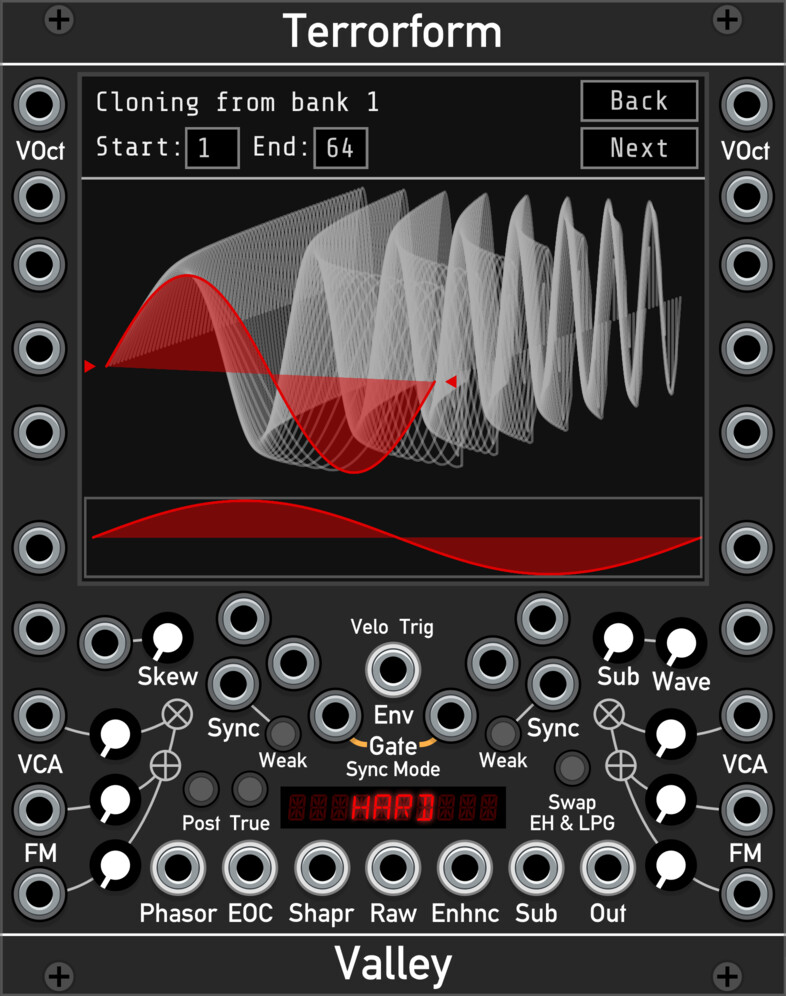 Terrorform
Cloning from bank 1
Back
Start: 1 End: 64
Next
VOct
VOct
Velo Trig
Skew
Sub
Wave
Sync
Env
Sync
Weak
Gate
Weak
VCA
Sync Mode
VCA
Post True
HARD
Swap
EH & LPG
FM
FM
Phasor EOC Shapr Raw Enhnc Sub Out
Valley